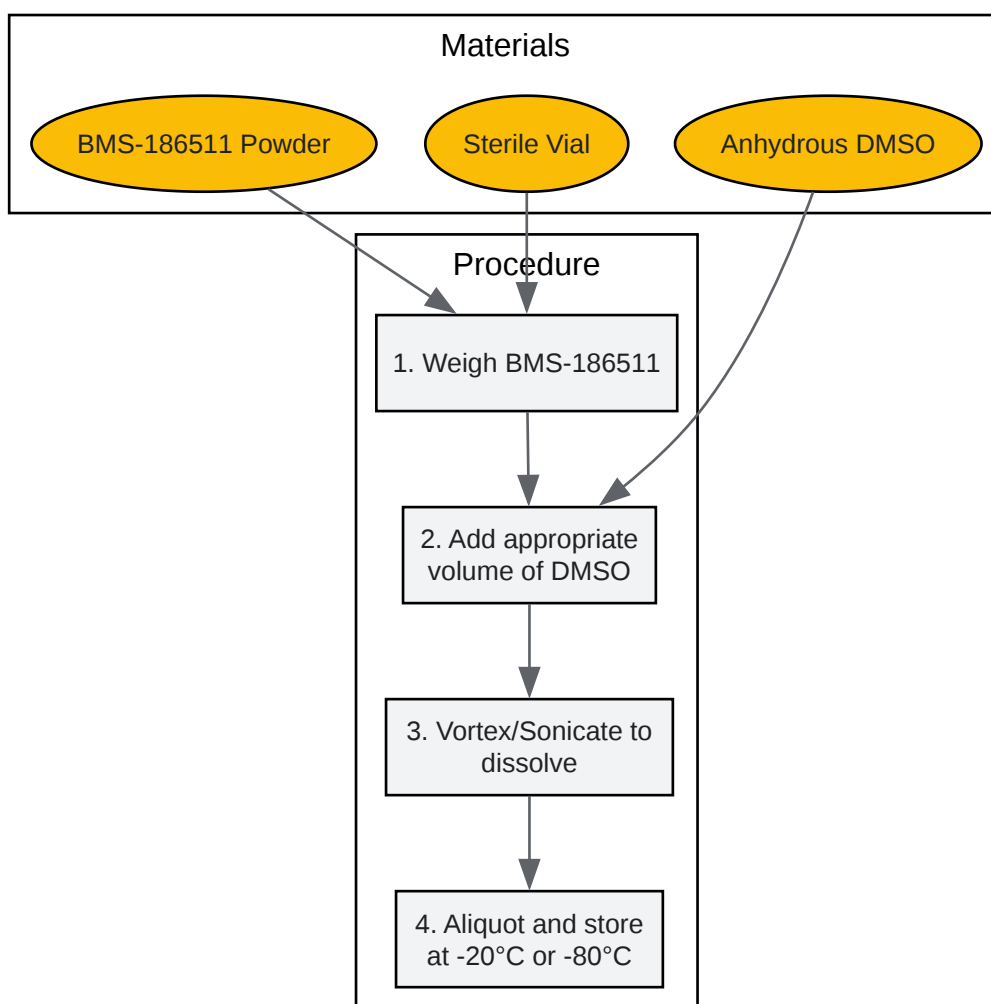 Materials
BMS-186511 Powder
Sterile Vial
Anhydrous DMSO
Procedure
1. Weigh BMS-186511
2. Add appropriate
volume of DMSO
3. Vortex/Sonicate to
dissolve
4. Aliquot and store
at -20°C or -80°C